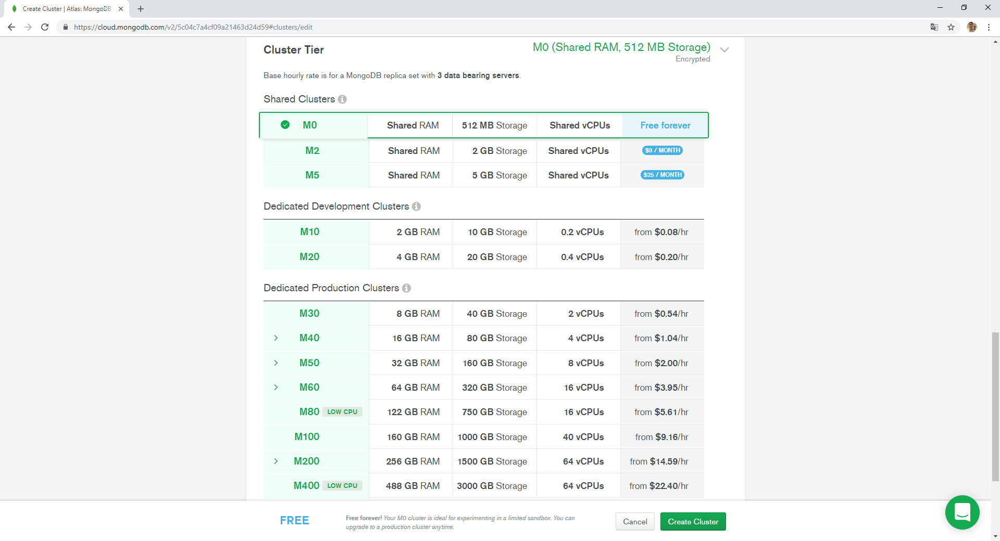 Create Cluster | Atlas: MongoDB
https://cloud.mongodb.com/v2/5c04c7a4cf09a21463d24d59#clusters/edit
Cluster Tier
M0 (Shared RAM, 512 MB Storage)
Encrypted
Base hourly rate is for a MongoDB replica set with 3 data bearing servers.
Shared Clusters
M0 Shared RAM 512 MB Storage Shared vCPUs Free forever
M2 Shared RAM 2 GB Storage Shared vCPUs $9 / MONTH
M5 Shared RAM 5 GB Storage Shared vCPUs $25 / MONTH
Dedicated Development Clusters
M10 2 GB RAM 10 GB Storage 0.2 vCPUs from $0.08/hr
M20 4 GB RAM 20 GB Storage 0.4 vCPUs from $0.20/hr
Dedicated Production Clusters
M30 8 GB RAM 40 GB Storage 2 vCPUs from $0.54/hr
M40 16 GB RAM 80 GB Storage 4 vCPUs from $1.04/hr
M50 32 GB RAM 160 GB Storage 8 vCPUs from $2.00/hr
M60 64 GB RAM 320 GB Storage 16 vCPUs from $3.95/hr
M80 LOW CPU 122 GB RAM 750 GB Storage 16 vCPUs from $5.61/hr
M100 160 GB RAM 1000 GB Storage 40 vCPUs from $9.16/hr
M200 256 GB RAM 1500 GB Storage 64 vCPUs from $14.59/hr
M400 LOW CPU 488 GB RAM 3000 GB Storage 64 vCPUs from $22.40/hr
FREE
Free forever! Your M0 cluster is ideal for experimenting in a limited sandbox. You can
upgrade to a production cluster anytime.
Cancel
Create Cluster